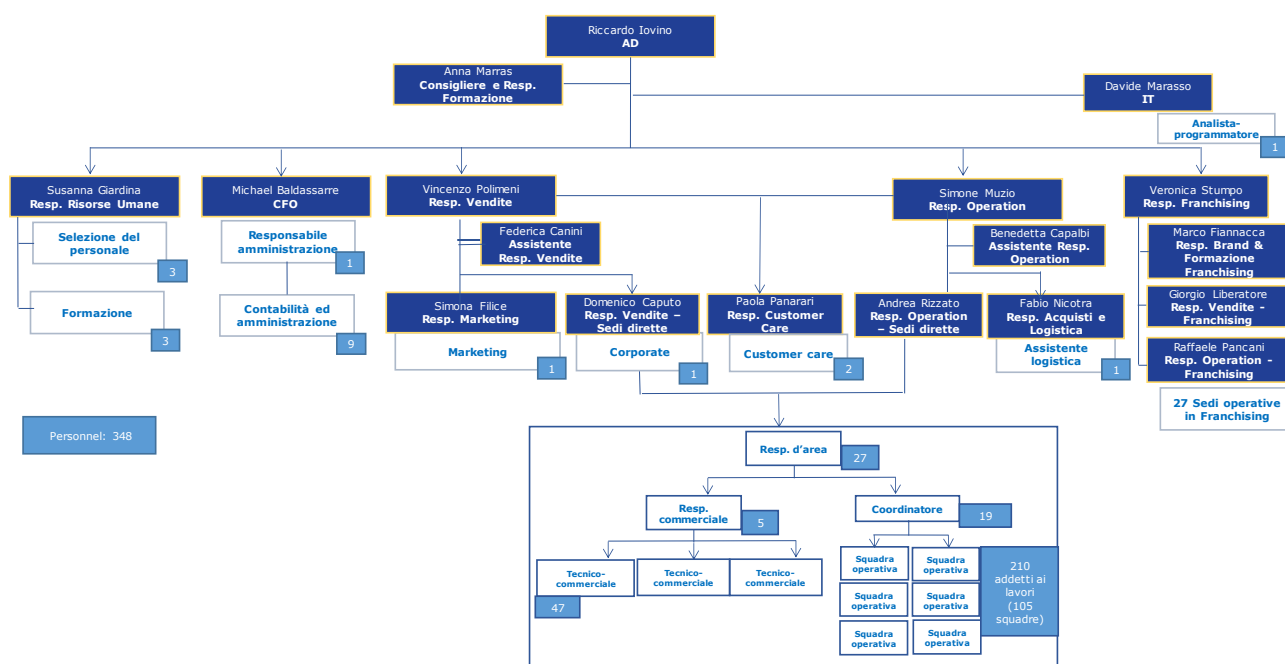 Riccardo Iovino
AD
Anna Marras
Consigliere e Resp.
Formazione
Davide Marasso
IT
Analista-
programmatore
1
Susanna Giardina
Resp. Risorse Umane
Michael Baldassarre
CFO
Vincenzo Polimeni
Resp. Vendite
Simone Muzio
Resp. Operation
Veronica Stumpo
Resp. Franchising
Selezione del
personale
3
Formazione
3
Responsabile
amministrazione
1
Contabilità ed
amministrazione
9
Federica Canini
Assistente
Resp. Vendite
Benedetta Capalbi
Assistente Resp.
Operation
Marco Fiannacca
Resp. Brand &
Formazione
Franchising
Giorgio Liberatore
Resp. Vendite -
Franchising
Raffaele Pancani
Resp. Operation -
Franchising
27 Sedi operative
in Franchising
Simona Filice
Resp. Marketing
Marketing
1
Domenico Caputo
Resp. Vendite –
Sedi dirette
Corporate
1
Paola Panarari
Resp. Customer
Care
Customer care
2
Andrea Rizzato
Resp. Operation
– Sedi dirette
Fabio Nicotra
Resp. Acquisti e
Logistica
Assistente
logistica
1
Personnel: 348
Resp. d'area
27
Resp.
commerciale
5
Coordinatore
19
Tecnico-
commerciale
47
Tecnico-
commerciale
Tecnico-
commerciale
Squadra
operativa
Squadra
operativa
Squadra
operativa
Squadra
operativa
Squadra
operativa
Squadra
operativa
210
addetti ai
lavori
(105
squadre)